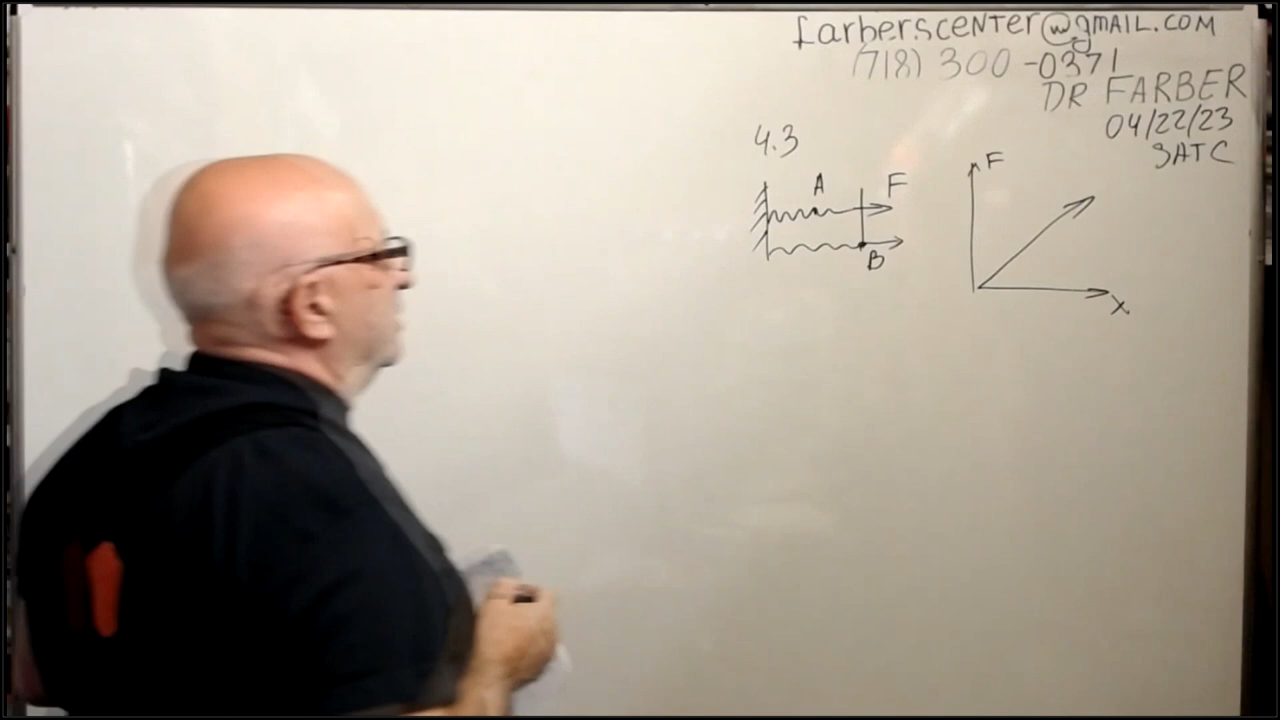 farberscenter@gmail.com
(718) 300-0371
DR FARBER
04/22/23
SATC
4.3
A
F
B
F
X